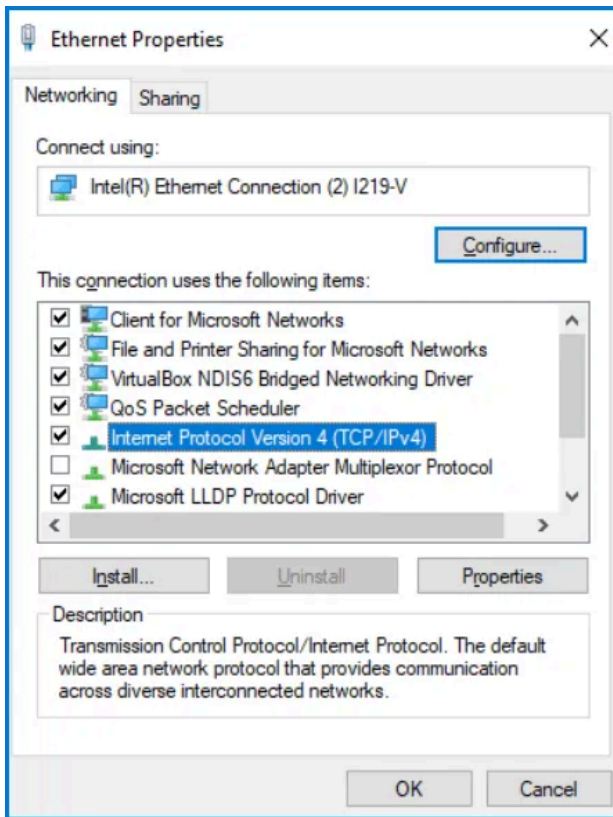 Ethernet Properties
Networking
Sharing
Connect using:
Intel(R) Ethernet Connection (2) I219-V
Configure...
This connection uses the following items:
Client for Microsoft Networks
File and Printer Sharing for Microsoft Networks
VirtualBox NDIS6 Bridged Networking Driver
QoS Packet Scheduler
Internet Protocol Version 4 (TCP/IPv4)
Microsoft Network Adapter Multiplexor Protocol
Microsoft LLDP Protocol Driver
Install...
Uninstall
Properties
Description
Transmission Control Protocol/Internet Protocol. The default
wide area network protocol that provides communication
across diverse interconnected networks.
OK
Cancel